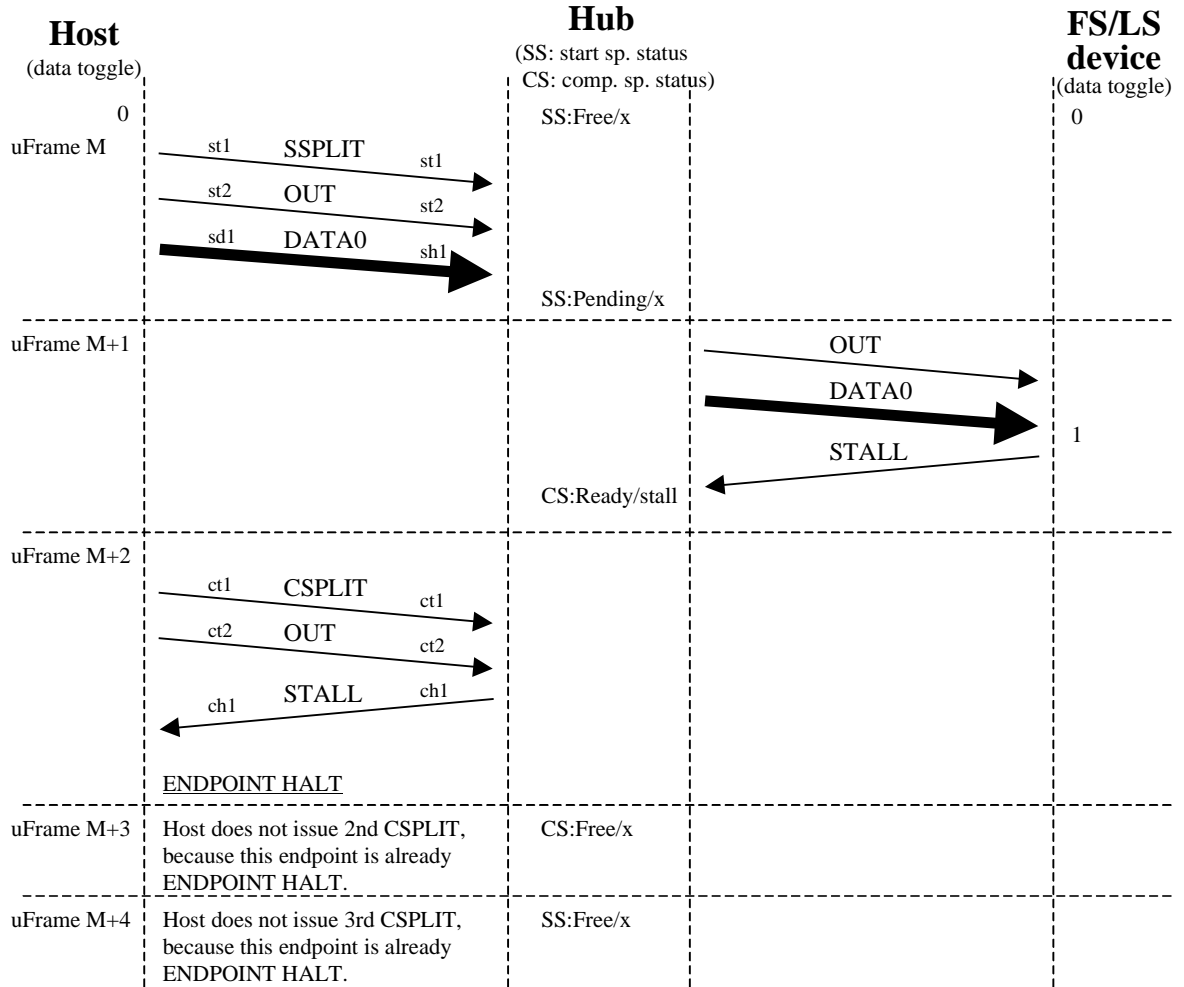 Host
(data toggle)
Hub
(SS: start sp. status
CS: comp. sp. status)
FS/LS
device
(data toggle)
0
SS:Free/x
0
uFrame M
st1
SSPLIT
st1
st2
OUT
st2
sd1
DATA0
sh1
SS:Pending/x
uFrame M+1
OUT
DATA0
1
STALL
CS:Ready/stall
uFrame M+2
ct1
CSPLIT
ct1
ct2
OUT
ct2
STALL
ch1
ch1
ENDPOINT HALT
uFrame M+3
Host does not issue 2nd CSPLIT,
because this endpoint is already
ENDPOINT HALT.
CS:Free/x
uFrame M+4
Host does not issue 3rd CSPLIT,
because this endpoint is already
ENDPOINT HALT.
SS:Free/x